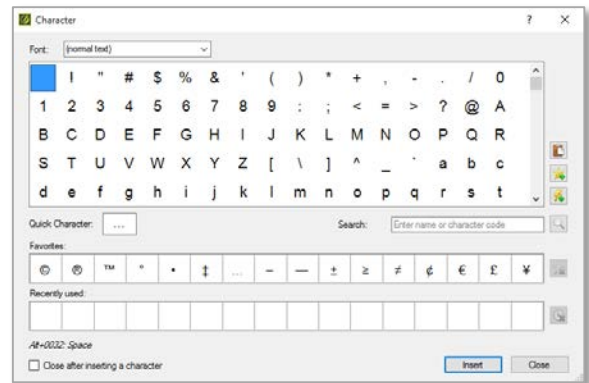 Character ? ×
Font: (normal text)
! " # $ % & ' ( ) * + , - . / 0
1 2 3 4 5 6 7 8 9 : ; < = > ? @ A
B C D E F G H I J K L M N O P Q R
S T U V W X Y Z [ \ ] ^ _ ` a b c
d e f g h i j k l m n o p q r s t
Quick Character: ... Search: Enter name or character code
Favorites:
© ® ™ ° • ‡ … – — ± ≥ ≠ ¢ € £ ¥
Recently used:
Alt+0032: Space
Close after inserting a character Insert Close